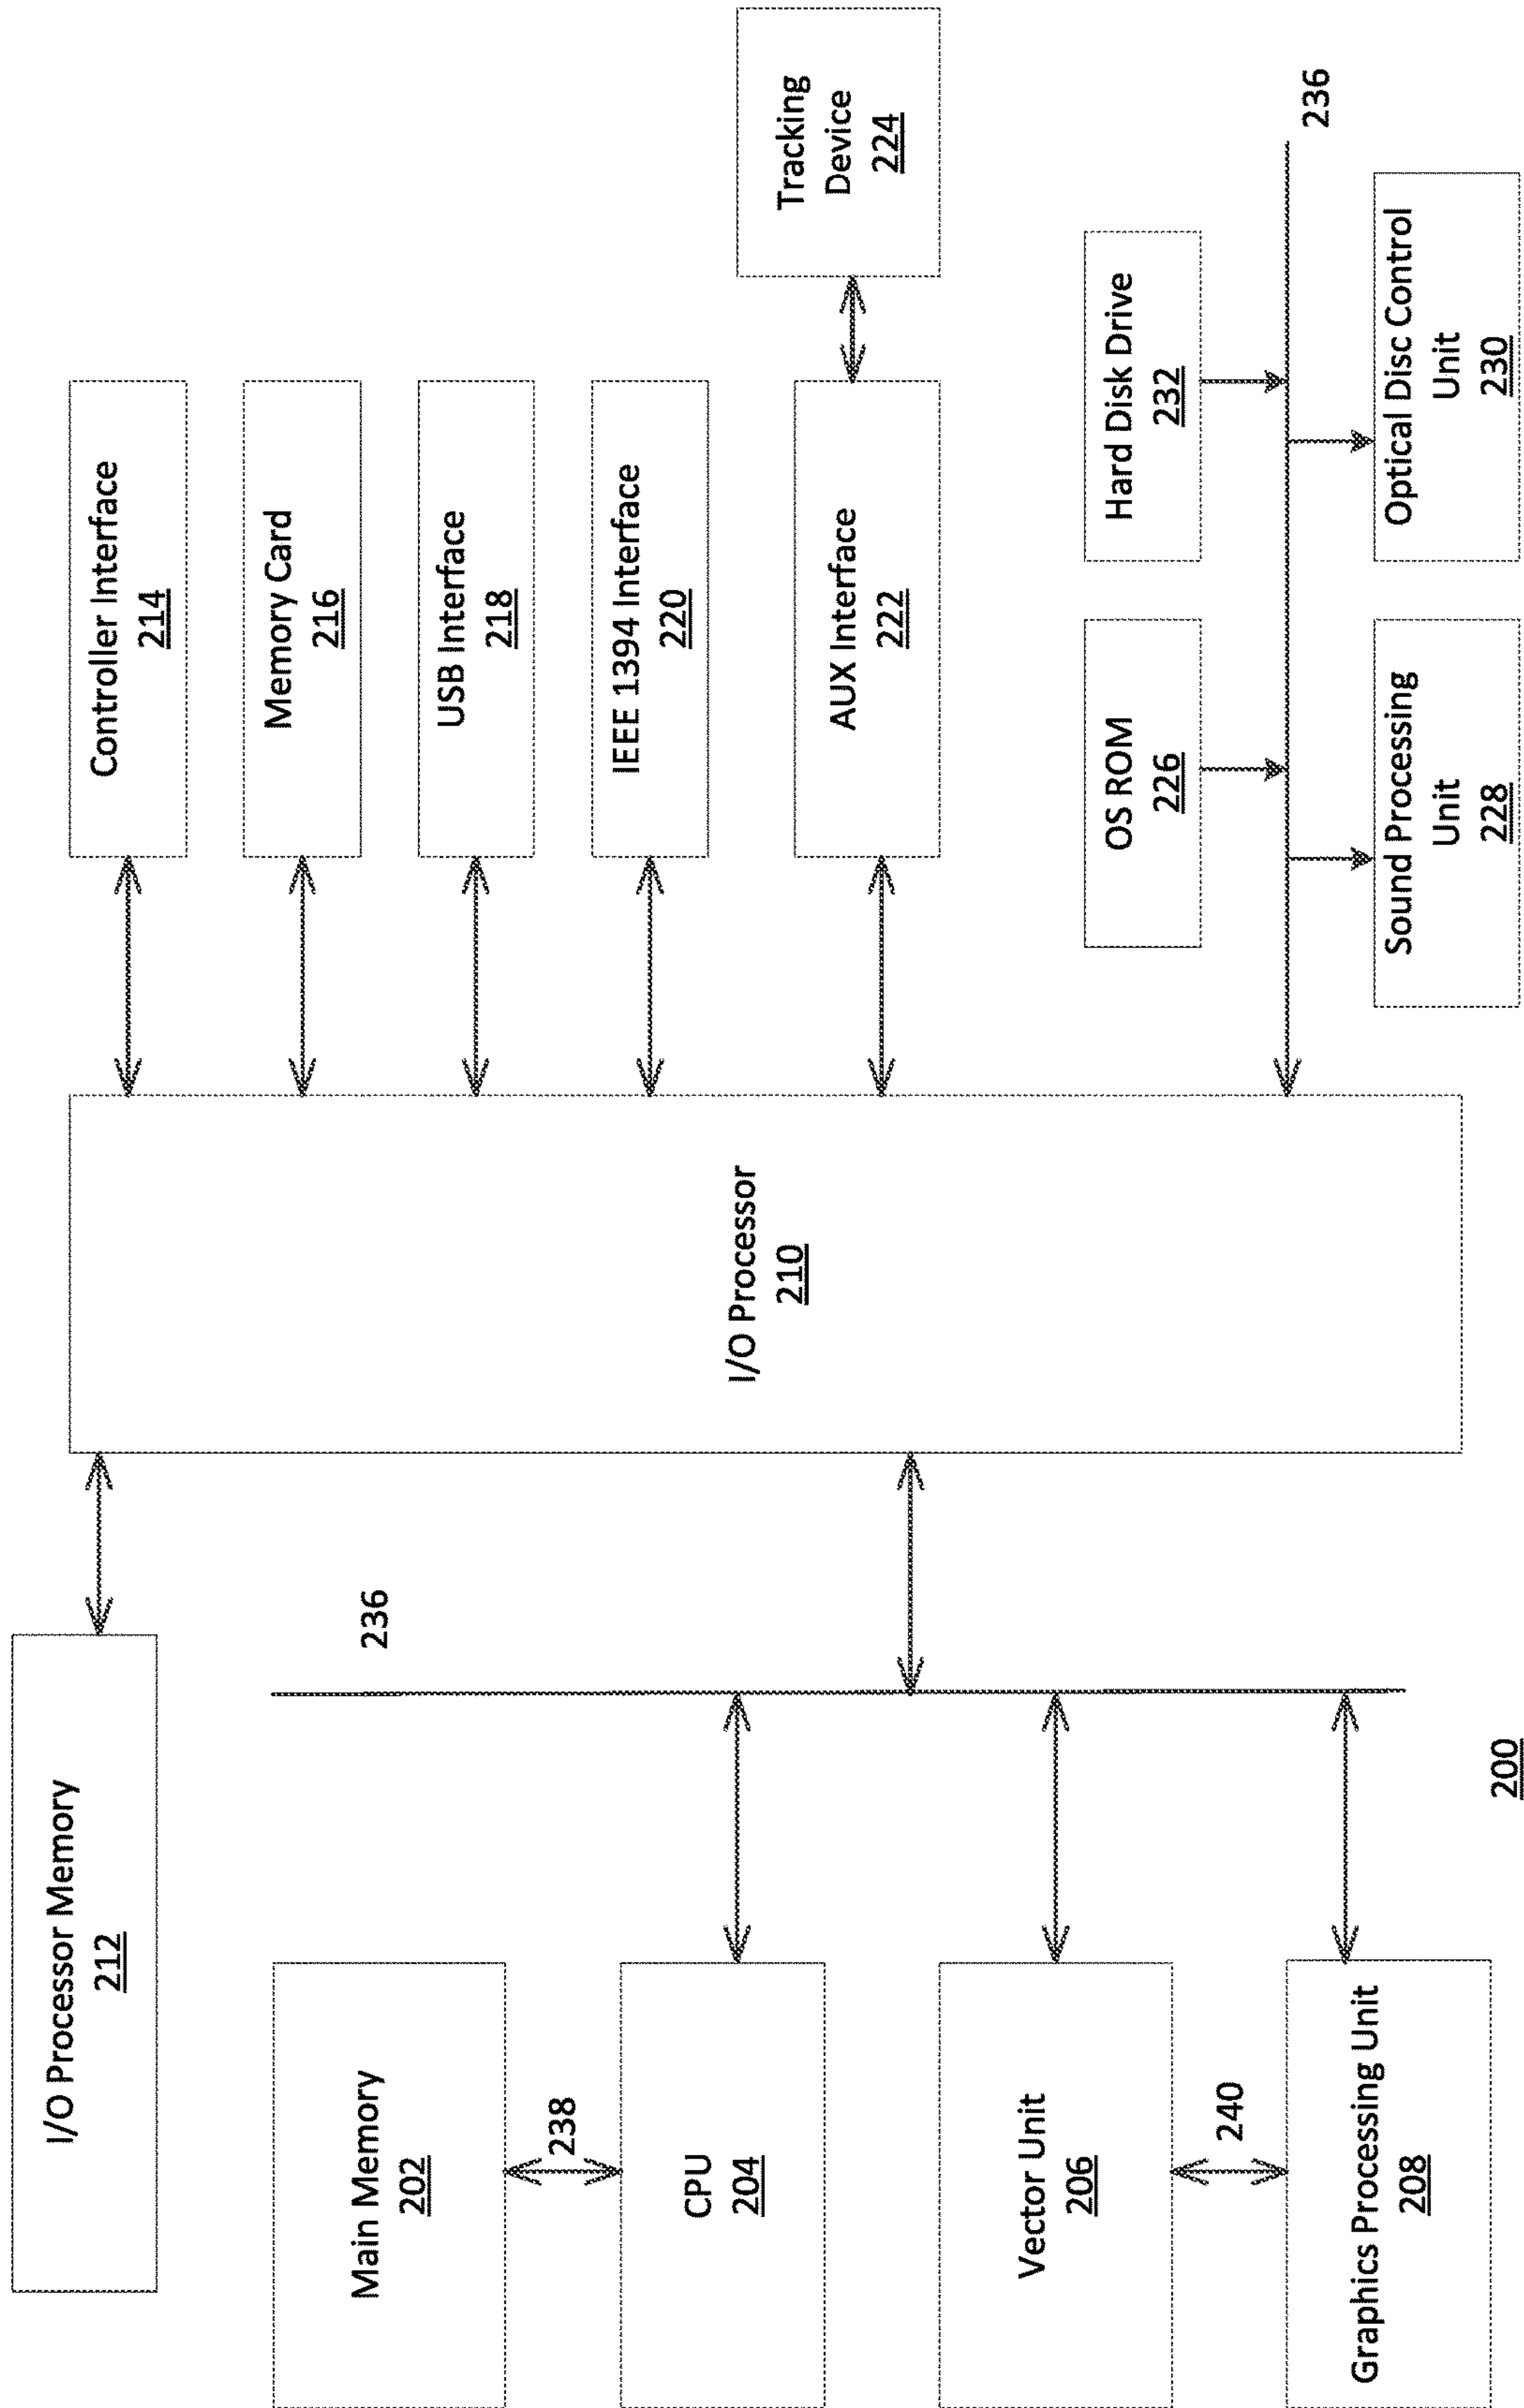 I/O Processor Memory
212
Main Memory
202
238
CPU
204
Vector Unit
206
240
Graphics Processing Unit
208
236
I/O Processor
210
Controller Interface
214
Memory Card
216
USB Interface
218
IEEE 1394 Interface
220
AUX Interface
222
Tracking
Device
224
OS ROM
226
Hard Disk Drive
232
236
Sound Processing
Unit
228
Optical Disc Control
Unit
230
200